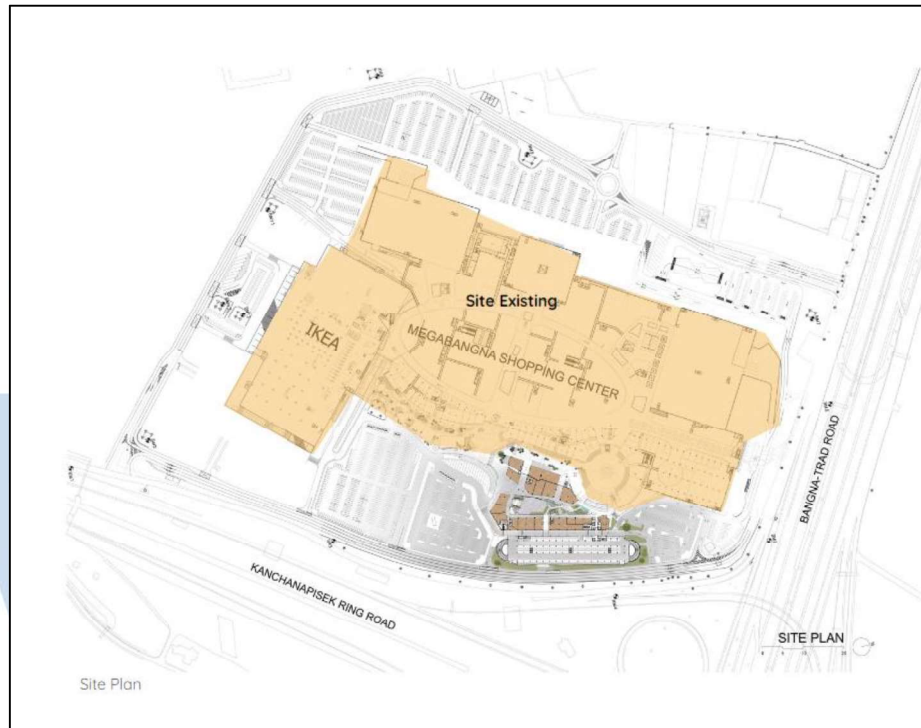 Site Existing
IKEA
MEGABANGNA SHOPPING CENTER
BANGNA-TRAD ROAD
KANCHANAPISEK RING ROAD
SITE PLAN
Site Plan